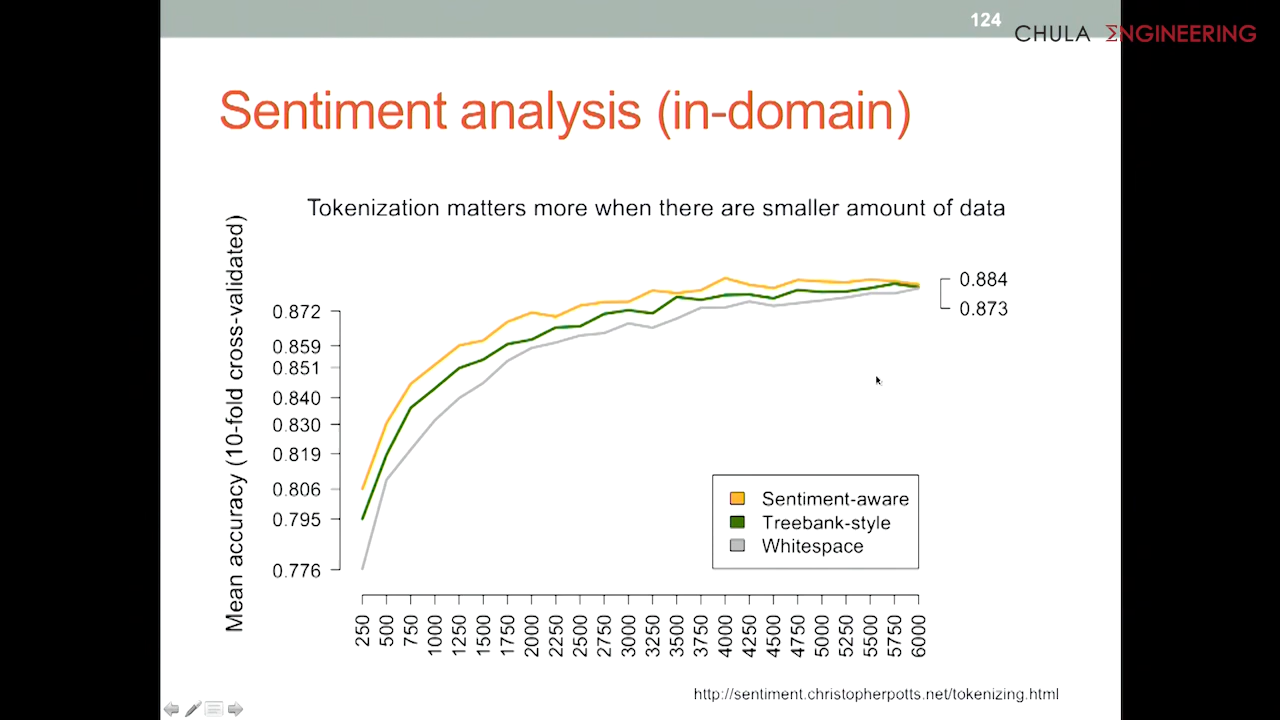 124
CHULA ΣNGINEERING
Sentiment analysis (in-domain)
Tokenization matters more when there are smaller amount of data
Mean accuracy (10-fold cross-validated)
0.872
0.859
0.851
0.840
0.830
0.819
0.806
0.795
0.776
0.884
0.873
Sentiment-aware
Treebank-style
Whitespace
250 500 750 1000 1250 1500 1750 2000 2250 2500 2750 3000 3250 3500 3750 4000 4250 4500 4750 5000 5250 5500 5750 6000
http://sentiment.christopherpotts.net/tokenizing.html